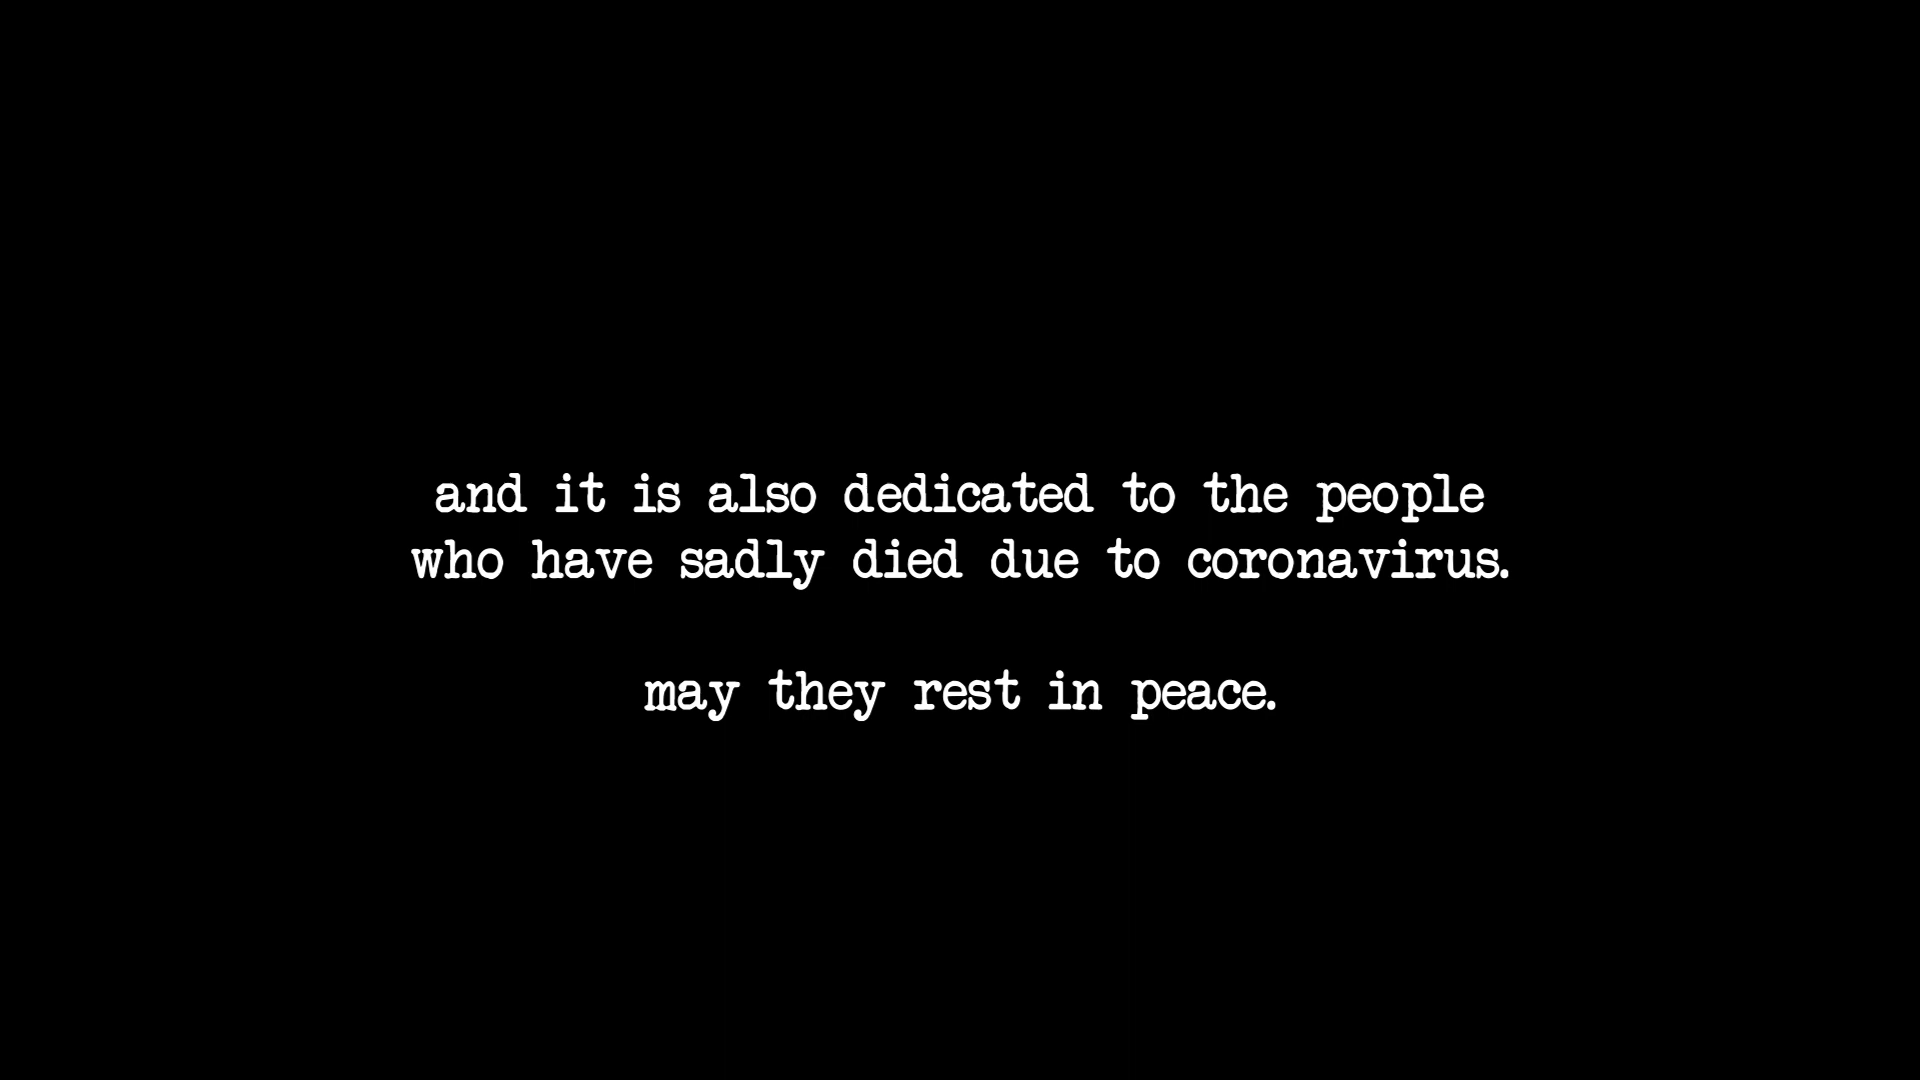 and it is also dedicated to the people
who have sadly died due to coronavirus.
may they rest in peace.